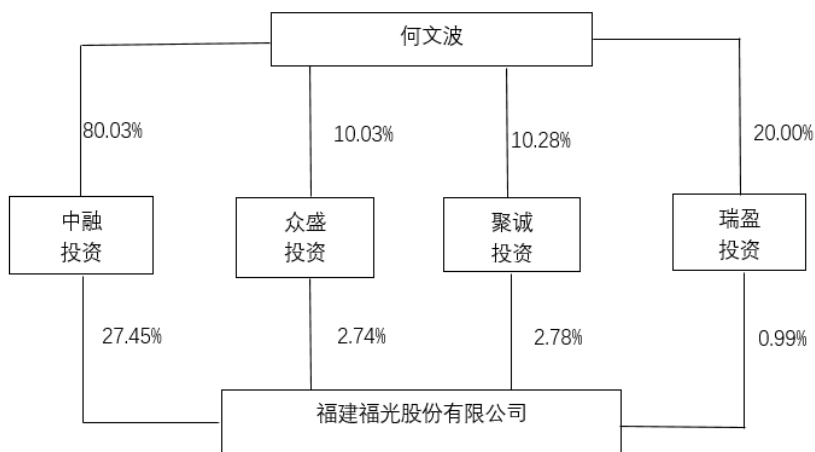 何文波
80.03%
10.03%
10.28%
20.00%
中融
投资
众盛
投资
聚诚
投资
瑞盈
投资
27.45%
2.74%
2.78%
0.99%
福建福光股份有限公司